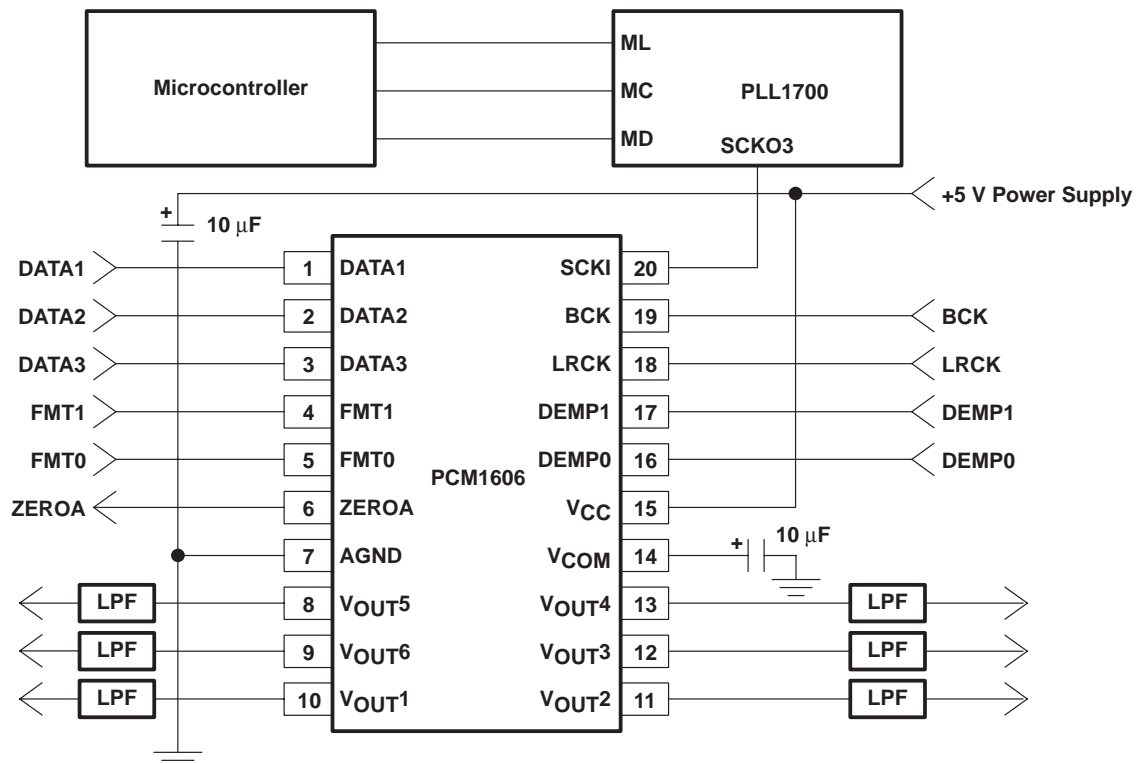 Microcontroller
ML
MC
MD
PLL1700
SCKO3
+5 V Power Supply
+
10 μF
DATA1
1
DATA1
SCKI
20
DATA2
2
DATA2
BCK
19
BCK
DATA3
3
DATA3
LRCK
18
LRCK
FMT1
4
FMT1
DEMP1
17
DEMP1
FMT0
5
FMT0
DEMP0
16
DEMP0
PCM1606
ZEROA
6
ZEROA
VCC
15
7
AGND
VCOM
14
+
10 μF
LPF
8
VOUT5
VOUT4
13
LPF
LPF
9
VOUT6
VOUT3
12
LPF
LPF
10
VOUT1
VOUT2
11
LPF